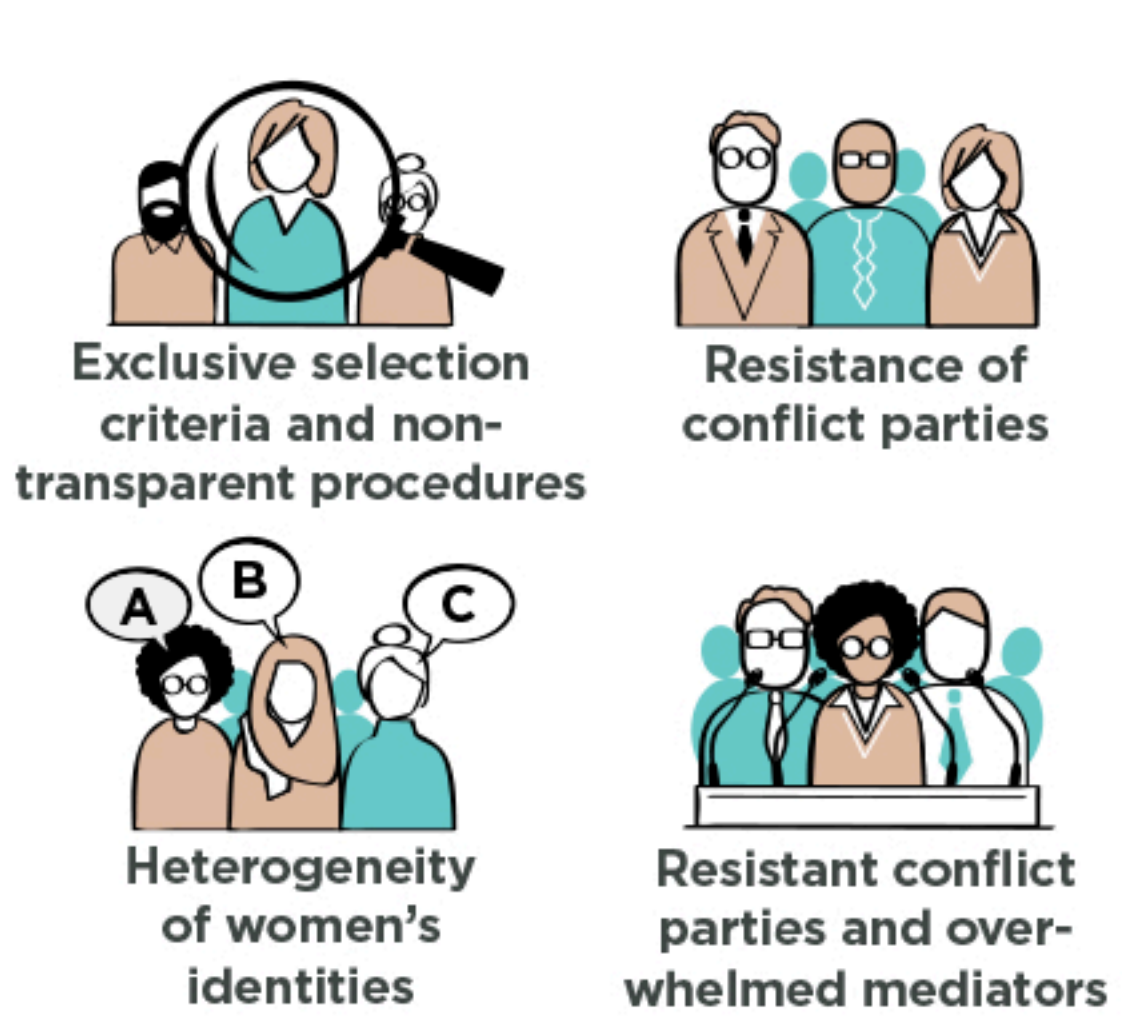 Exclusive selection
criteria and non-
transparent procedures
Resistance of
conflict parties
A
B
C
Heterogeneity
of women's
identities
Resistant conflict
parties and over-
whelmed mediators